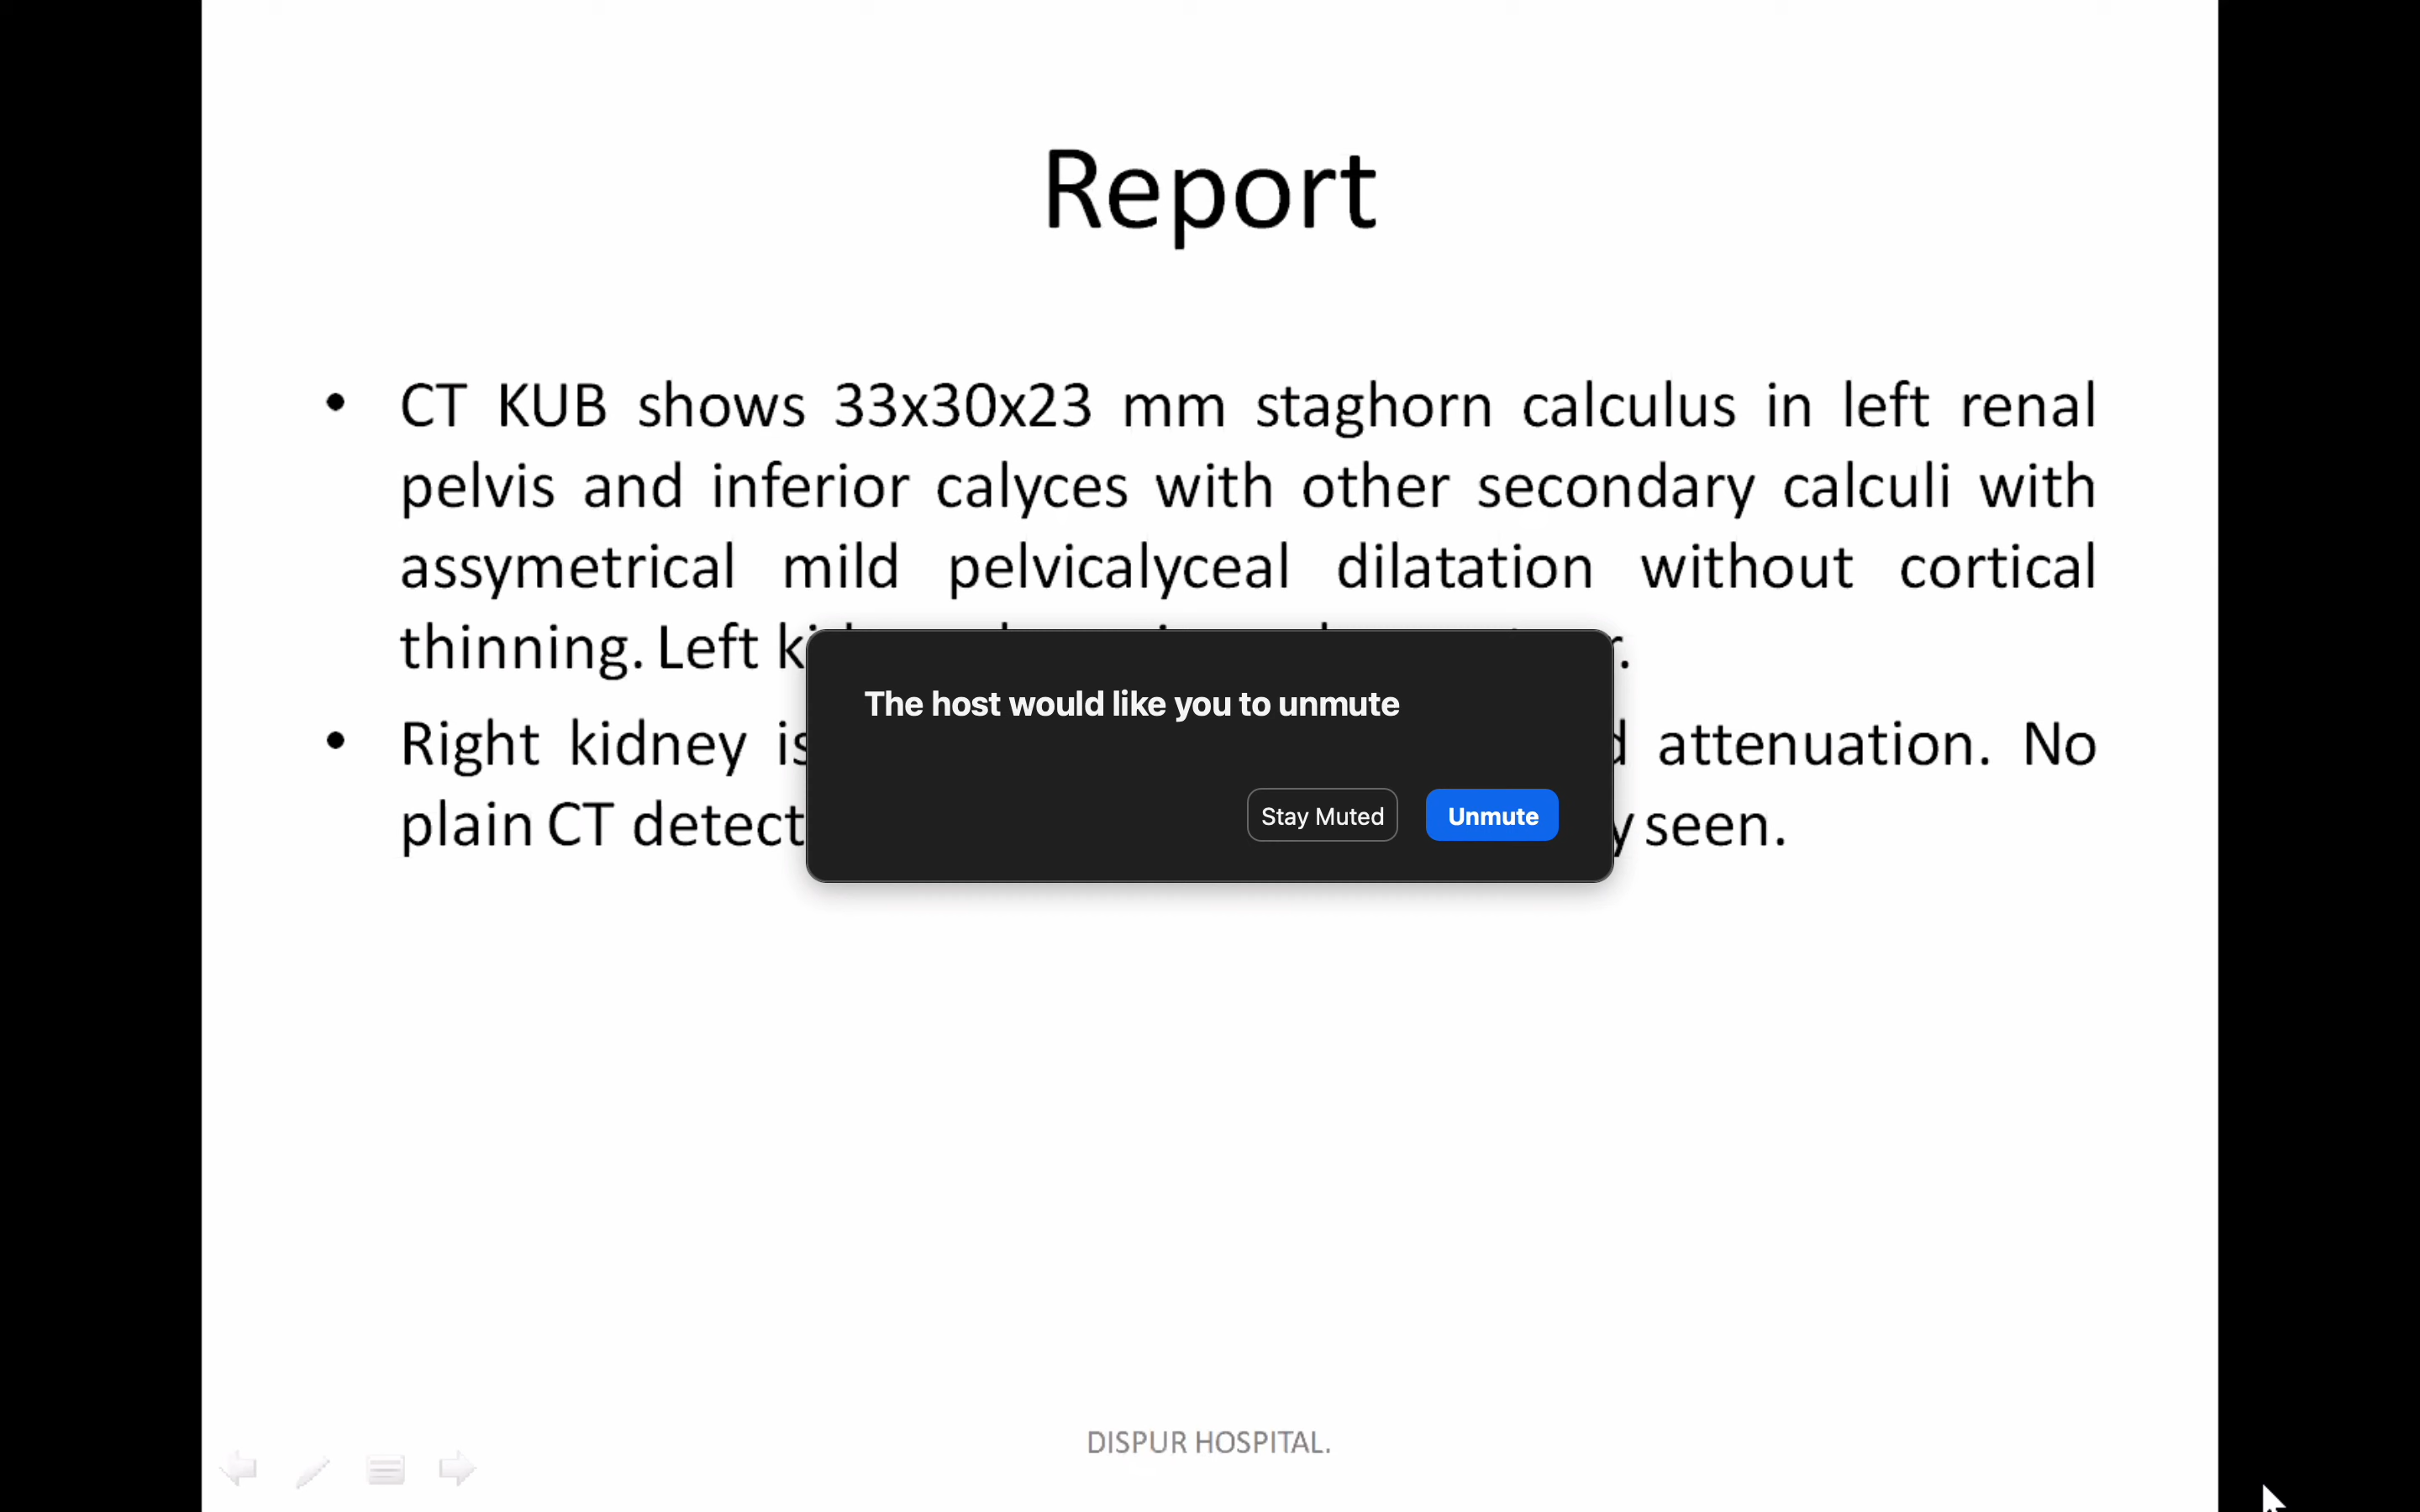 Report
• CT KUB shows 33x30x23 mm staghorn calculus in left renal
pelvis and inferior calyces with other secondary calculi with
assymetrical mild pelvicalyceal dilatation without cortical
thinning. Left
The host would like you to unmute
• Right kidney attenuation. No
Stay Muted Unmute
plain CT seen.
DISPUR HOSPITAL.